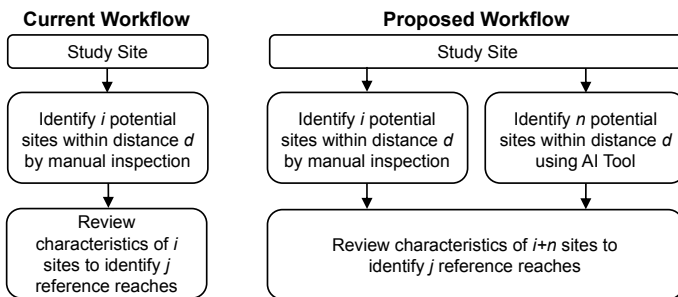 Current Workflow
Study Site
Identify i potential
sites within distance d
by manual inspection
Review
characteristics of i
sites to identify j
reference reaches
Proposed Workflow
Study Site
Identify i potential
sites within distance d
by manual inspection
Identify n potential
sites within distance d
using AI Tool
Review characteristics of i+n sites to
identify j reference reaches